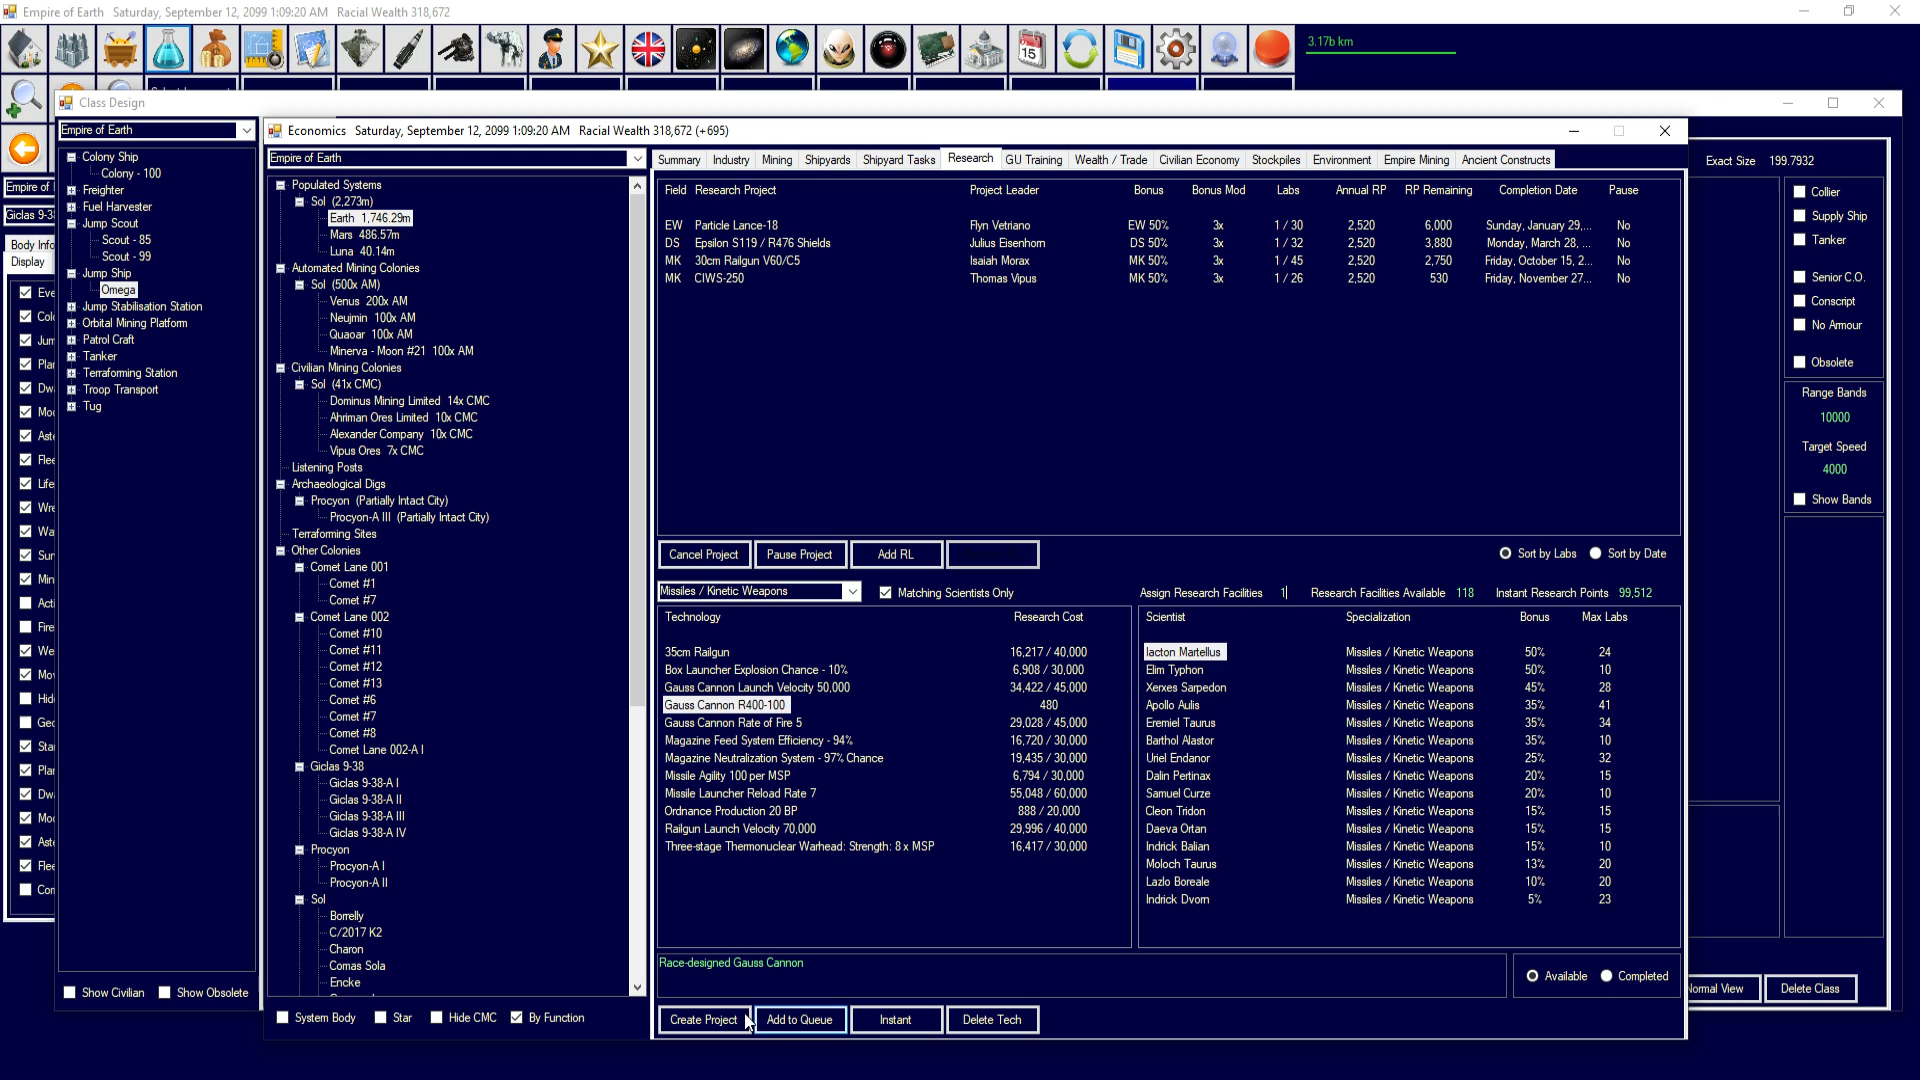 Empire of Earth   Saturday, September 12, 2099 1:09:20 AM   Racial Wealth 318,672
3.17b km
Class Design
Empire of Earth
Colony Ship
Colony - 100
Freighter
Fuel Harvester
Jump Scout
Scout - 85
Scout - 99
Jump Ship
Omega
Jump Stabilisation Station
Orbital Mining Platform
Patrol Craft
Tanker
Terraforming Station
Troop Transport
Tug
Show Civilian   Show Obsolete
Empire of
Giclas 9-3
Body Info
Display
Economics   Saturday, September 12, 2099 1:09:20 AM   Racial Wealth 318,672 (+695)
Empire of Earth
Populated Systems
Sol (2,273m)
Earth 1,746.29m
Mars 486.57m
Luna 40.14m
Automated Mining Colonies
Sol (500x AM)
Venus 200x AM
Neujmin 100x AM
Quaoar 100x AM
Minerva - Moon #21 100x AM
Civilian Mining Colonies
Sol (41x CMC)
Dominus Mining Limited 14x CMC
Ahriman Ores Limited 10x CMC
Alexander Company 10x CMC
Vipus Ores 7x CMC
Listening Posts
Archaeological Digs
Procyon (Partially Intact City)
Procyon-A III (Partially Intact City)
Terraforming Sites
Other Colonies
Comet Lane 001
Comet #1
Comet #7
Comet Lane 002
Comet #10
Comet #11
Comet #12
Comet #13
Comet #6
Comet #7
Comet #8
Comet Lane 002-A I
Giclas 9-38
Giclas 9-38-A I
Giclas 9-38-A II
Giclas 9-38-A III
Giclas 9-38-A IV
Procyon
Procyon-A I
Procyon-A II
Sol
Borrelly
C/2017 K2
Charon
Comas Sola
Encke
System Body   Star   Hide CMC   By Function
Summary   Industry   Mining   Shipyards   Shipyard Tasks   Research   GU Training   Wealth / Trade   Civilian Economy   Stockpiles   Environment   Empire Mining   Ancient Constructs
Field   Research Project   Project Leader   Bonus   Bonus Mod   Labs   Annual RP   RP Remaining   Completion Date   Pause
EW   Particle Lance-18   Flyn Vetriano   EW 50%   3x   1 / 30   2,520   6,000   Sunday, January 29,...   No
DS   Epsilon S119 / R476 Shields   Julius Eisenhorn   DS 50%   3x   1 / 32   2,520   3,880   Monday, March 28, ...   No
MK   30cm Railgun V60/C5   Isaiah Morax   MK 50%   3x   1 / 45   2,520   2,750   Friday, October 15, 2...   No
MK   CIWS-250   Thomas Vipus   MK 50%   3x   1 / 26   2,520   530   Friday, November 27...   No
Cancel Project   Pause Project   Add RL   Sort by Labs   Sort by Date
Missiles / Kinetic Weapons   Matching Scientists Only   Assign Research Facilities   1   Research Facilities Available   118   Instant Research Points   99,512
Technology   Research Cost
35cm Railgun   16,217 / 40,000
Box Launcher Explosion Chance - 10%   6,908 / 30,000
Gauss Cannon Launch Velocity 50,000   34,422 / 45,000
Gauss Cannon R400-100   480
Gauss Cannon Rate of Fire 5   29,028 / 45,000
Magazine Feed System Efficiency - 94%   16,720 / 30,000
Magazine Neutralization System - 97% Chance   19,435 / 30,000
Missile Agility 100 per MSP   6,794 / 30,000
Missile Launcher Reload Rate 7   55,048 / 60,000
Ordnance Production 20 BP   888 / 20,000
Railgun Launch Velocity 70,000   29,996 / 40,000
Three-stage Thermonuclear Warhead: Strength: 8 x MSP   16,417 / 30,000
Scientist   Specialization   Bonus   Max Labs
Iacton Martellus   Missiles / Kinetic Weapons   50%   24
Elim Typhon   Missiles / Kinetic Weapons   50%   10
Xerxes Sarpedon   Missiles / Kinetic Weapons   45%   28
Apollo Aulis   Missiles / Kinetic Weapons   35%   41
Eremiel Taurus   Missiles / Kinetic Weapons   35%   34
Barthol Alastor   Missiles / Kinetic Weapons   35%   10
Uriel Endanor   Missiles / Kinetic Weapons   25%   32
Dalin Pertinax   Missiles / Kinetic Weapons   20%   15
Samuel Curze   Missiles / Kinetic Weapons   20%   10
Cleon Tridon   Missiles / Kinetic Weapons   15%   15
Daeva Ortan   Missiles / Kinetic Weapons   15%   15
Indrick Balian   Missiles / Kinetic Weapons   15%   10
Moloch Taurus   Missiles / Kinetic Weapons   13%   20
Lazlo Boreale   Missiles / Kinetic Weapons   10%   20
Indrick Dvorn   Missiles / Kinetic Weapons   5%   23
Race-designed Gauss Cannon
Available   Completed
Create Project   Add to Queue   Instant   Delete Tech
Exact Size   199.7932
Collier
Supply Ship
Tanker
Senior C.O.
Conscript
No Armour
Obsolete
Range Bands
10000
Target Speed
4000
Show Bands
Normal View   Delete Class